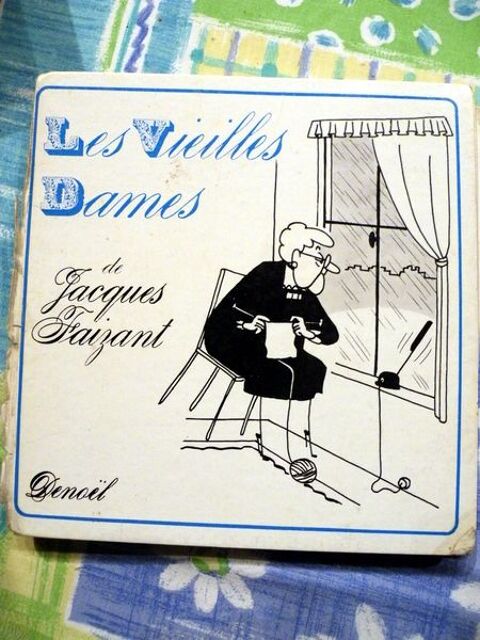 Les Vieilles
Dames
de
Jacques
Faizant
Denoël